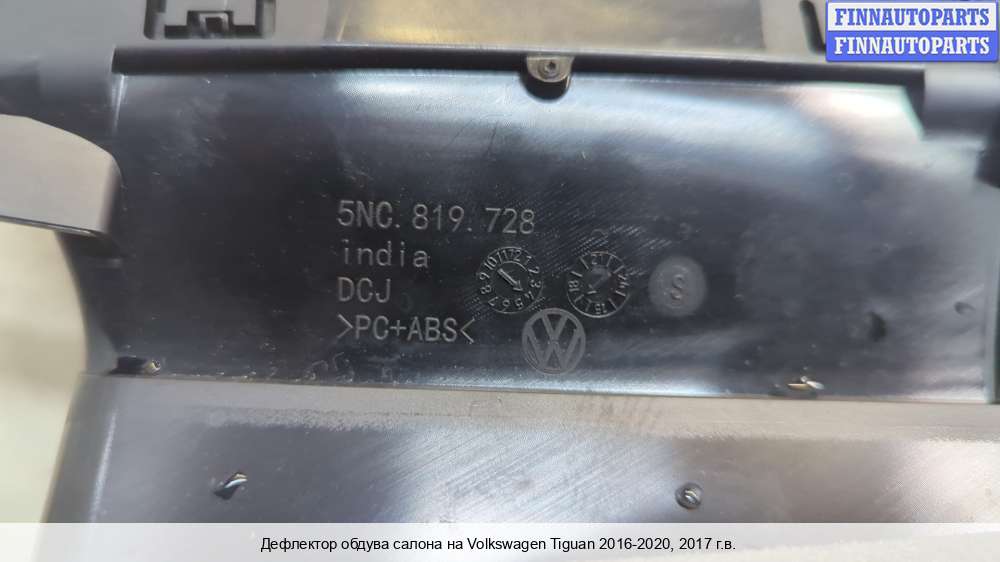 FINNAUTOPARTS
FINNAUTOPARTS
5NC. 819. 728
india
DCJ
>PC+ABS<
S
Дефлектор обдува салона на Volkswagen Tiguan 2016-2020, 2017 г.в.